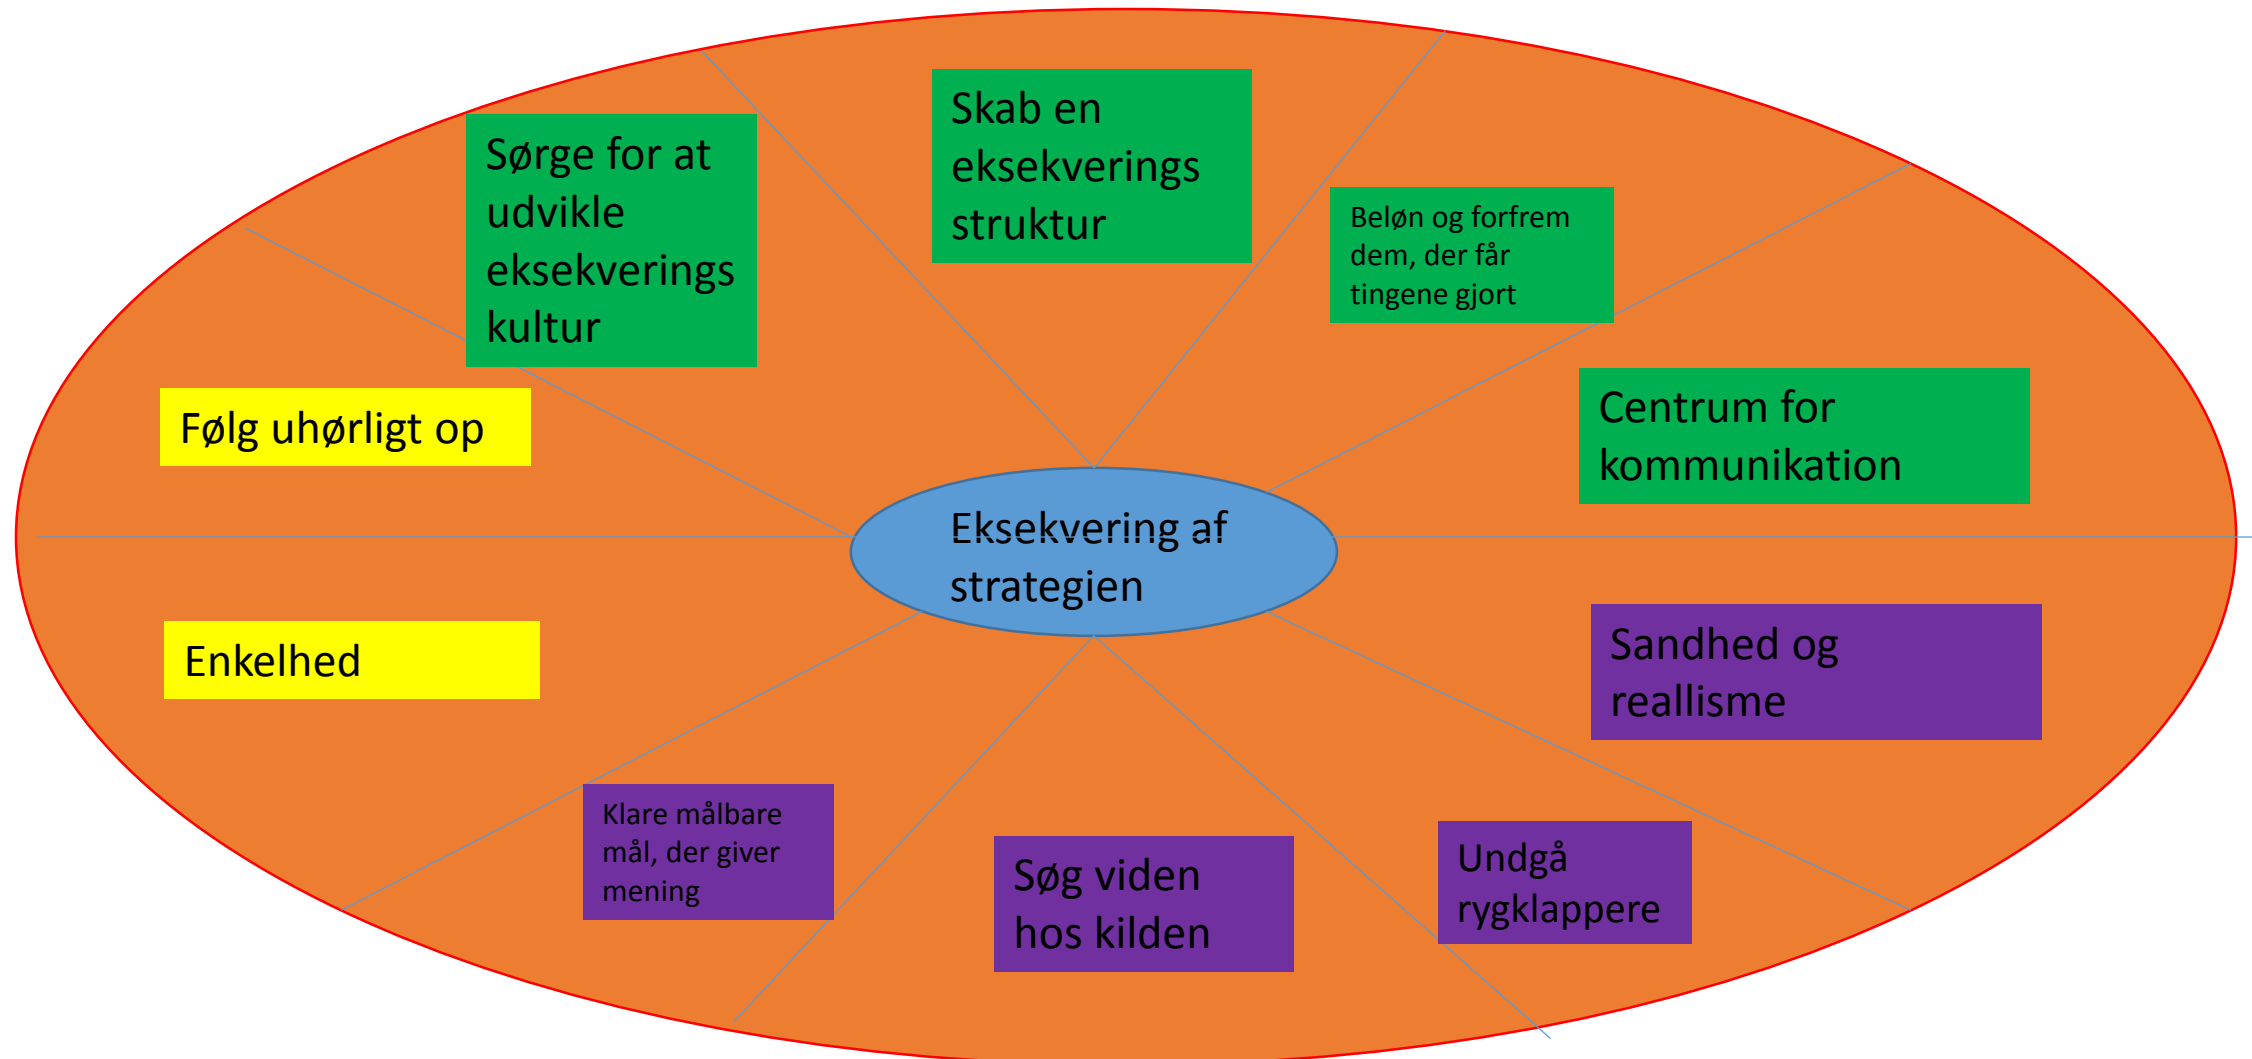 Skab en
eksekverings
struktur
Sørge for at
udvikle
eksekverings
kultur
Beløn og forfrem
dem, der får
tingene gjort
Følg uhørligt op
Centrum for
kommunikation
Eksekvering af
strategien
Enkelhed
Sandhed og
reallisme
Klare målbare
mål, der giver
mening
Søg viden
hos kilden
Undgå
rygklappere